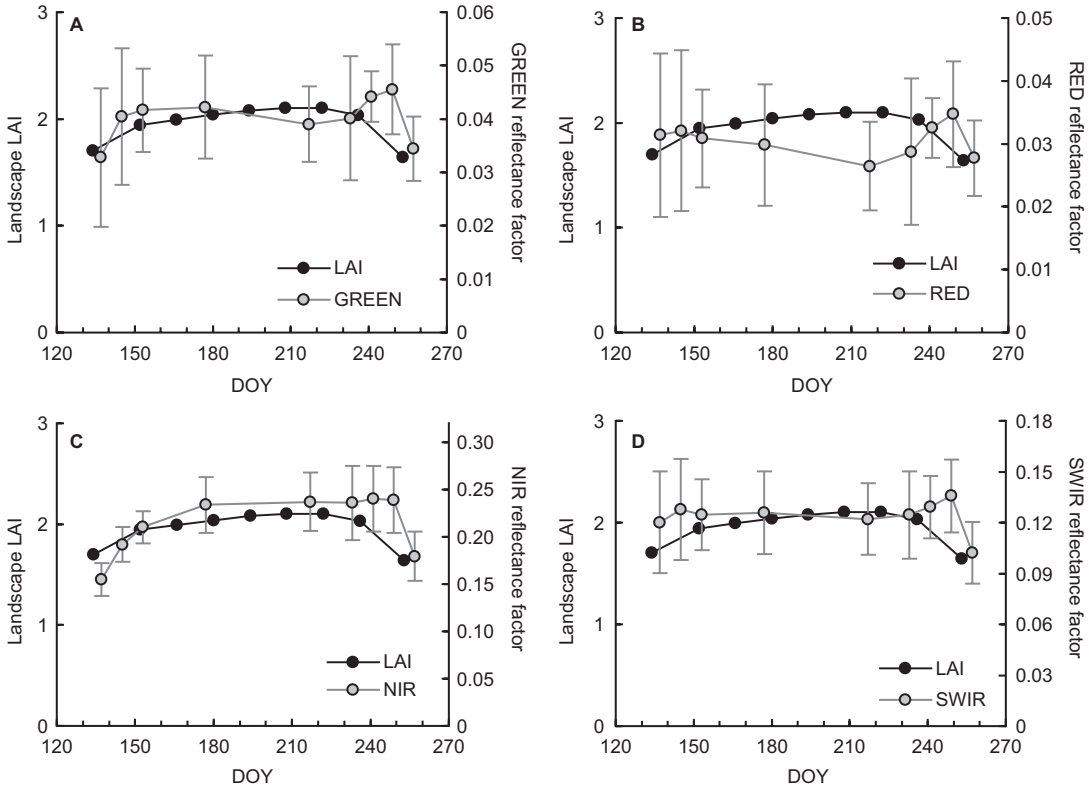 A
3
2
1
0
Landscape LAI
0.06
0.05
0.04
0.03
0.02
0.01
0
GREEN reflectance factor
LAI
GREEN
120 150 180 210 240 270
DOY
B
3
2
1
0
Landscape LAI
0.05
0.04
0.03
0.02
0.01
0
RED reflectance factor
LAI
RED
120 150 180 210 240 270
DOY
C
3
2
1
0
Landscape LAI
0.30
0.25
0.20
0.15
0.10
0.05
0
NIR reflectance factor
LAI
NIR
120 150 180 210 240 270
DOY
D
3
2
1
0
Landscape LAI
0.18
0.15
0.12
0.09
0.06
0.03
0
SWIR reflectance factor
LAI
SWIR
120 150 180 210 240 270
DOY